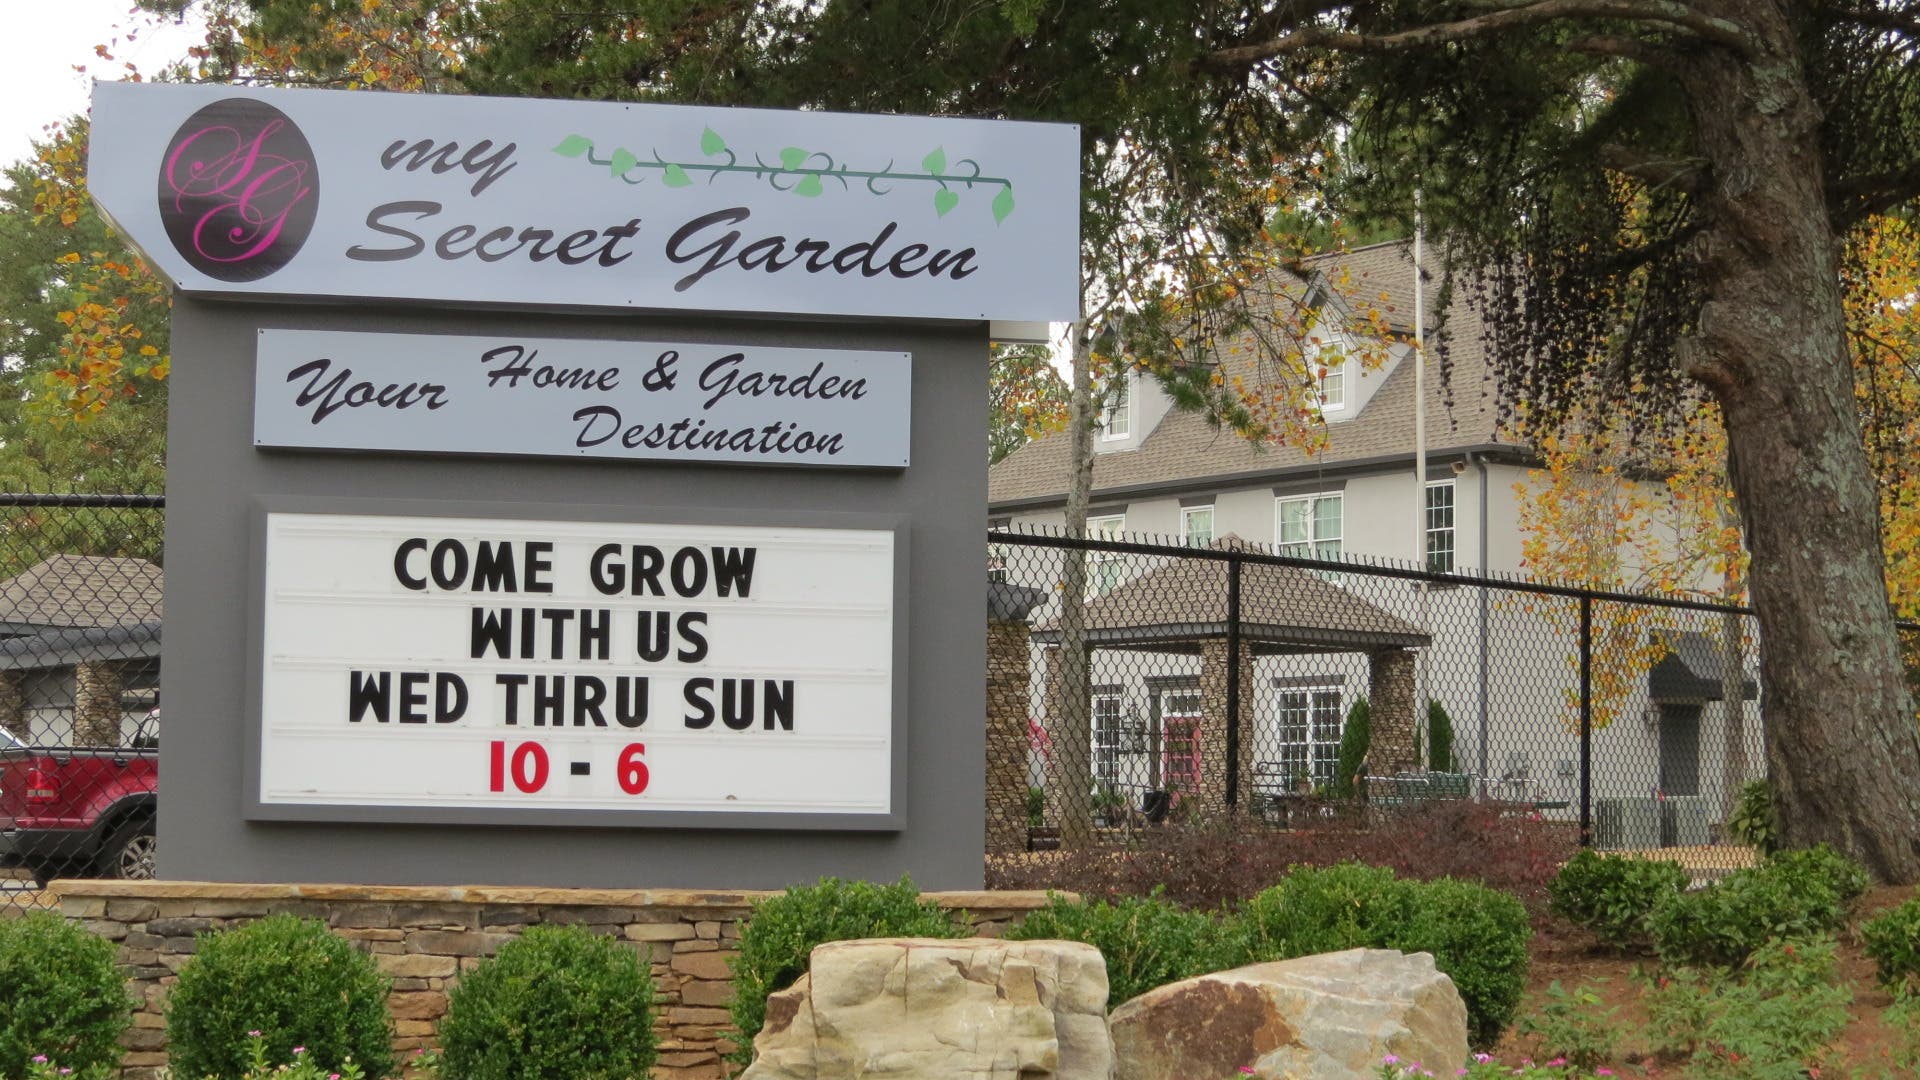 SG
my
Secret Garden
Your Home & Garden
Destination
COME GROW
WITH US
WED THRU SUN
10 - 6